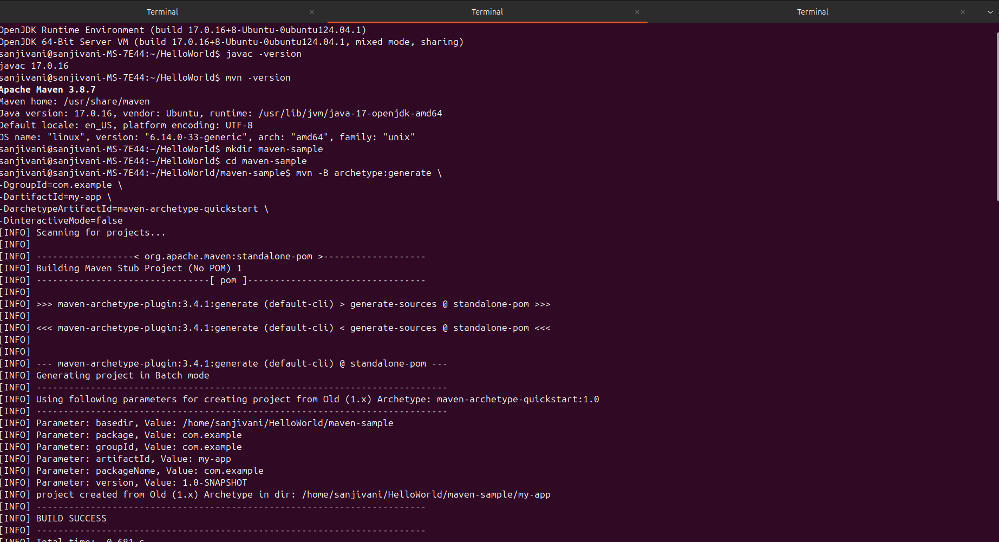 Terminal × Terminal × Terminal ×
OpenJDK Runtime Environment (build 17.0.16+8-Ubuntu-0ubuntu124.04.1)
OpenJDK 64-Bit Server VM (build 17.0.16+8-Ubuntu-0ubuntu124.04.1, mixed mode, sharing)
sanjivani@sanjivani-MS-7E44:~/HelloWorld$ javac -version
javac 17.0.16
sanjivani@sanjivani-MS-7E44:~/HelloWorld$ mvn -version
Apache Maven 3.8.7
Maven home: /usr/share/maven
Java version: 17.0.16, vendor: Ubuntu, runtime: /usr/lib/jvm/java-17-openjdk-amd64
Default locale: en_US, platform encoding: UTF-8
OS name: "linux", version: "6.14.0-33-generic", arch: "amd64", family: "unix"
sanjivani@sanjivani-MS-7E44:~/HelloWorld$ mkdir maven-sample
sanjivani@sanjivani-MS-7E44:~/HelloWorld$ cd maven-sample
sanjivani@sanjivani-MS-7E44:~/HelloWorld/maven-sample$ mvn -B archetype:generate \
-DgroupId=com.example \
-DartifactId=my-app \
-DarchetypeArtifactId=maven-archetype-quickstart \
-DinteractiveMode=false
[INFO] Scanning for projects...
[INFO]
[INFO] ------------------< org.apache.maven:standalone-pom >-------------------
[INFO] Building Maven Stub Project (No POM) 1
[INFO] --------------------------------[ pom ]---------------------------------
[INFO]
[INFO] >>> maven-archetype-plugin:3.4.1:generate (default-cli) > generate-sources @ standalone-pom >>>
[INFO]
[INFO] <<< maven-archetype-plugin:3.4.1:generate (default-cli) < generate-sources @ standalone-pom <<<
[INFO]
[INFO]
[INFO] --- maven-archetype-plugin:3.4.1:generate (default-cli) @ standalone-pom ---
[INFO] Generating project in Batch mode
[INFO] ----------------------------------------------------------------------------
[INFO] Using following parameters for creating project from Old (1.x) Archetype: maven-archetype-quickstart:1.0
[INFO] ----------------------------------------------------------------------------
[INFO] Parameter: basedir, Value: /home/sanjivani/HelloWorld/maven-sample
[INFO] Parameter: package, Value: com.example
[INFO] Parameter: groupId, Value: com.example
[INFO] Parameter: artifactId, Value: my-app
[INFO] Parameter: packageName, Value: com.example
[INFO] Parameter: version, Value: 1.0-SNAPSHOT
[INFO] project created from Old (1.x) Archetype in dir: /home/sanjivani/HelloWorld/maven-sample/my-app
[INFO] ------------------------------------------------------------------------
[INFO] BUILD SUCCESS
[INFO] ------------------------------------------------------------------------
[INFO] Total time:  0.681 s